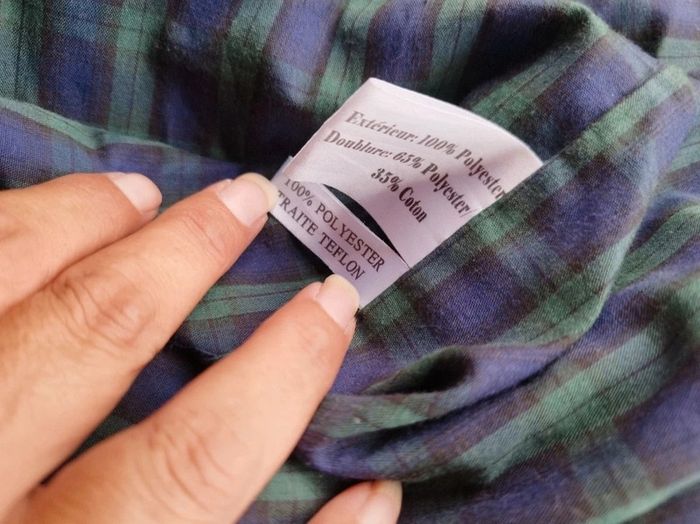 Extérieur: 100% Polyester
Doublure: 65% Polyester/
35% Coton
100% POLYESTER
TRAITE TEFLON